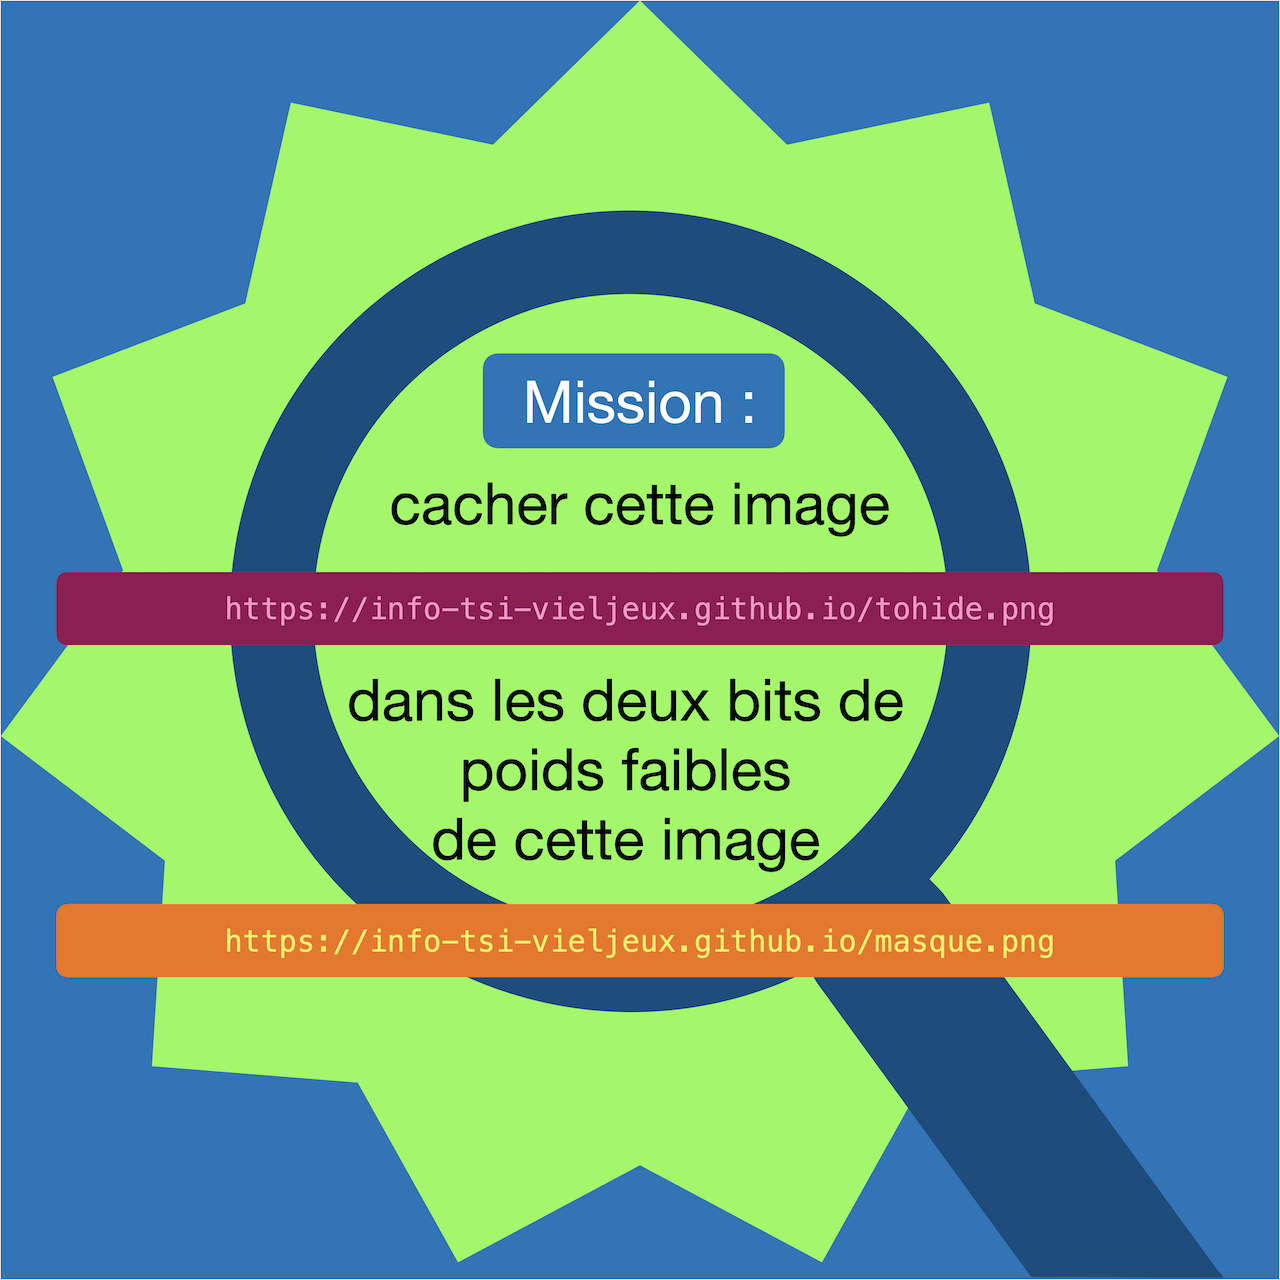 Mission :
cacher cette image
https://info-tsi-vieljeux.github.io/tohide.png
dans les deux bits de
poids faibles
de cette image
https://info-tsi-vieljeux.github.io/masque.png